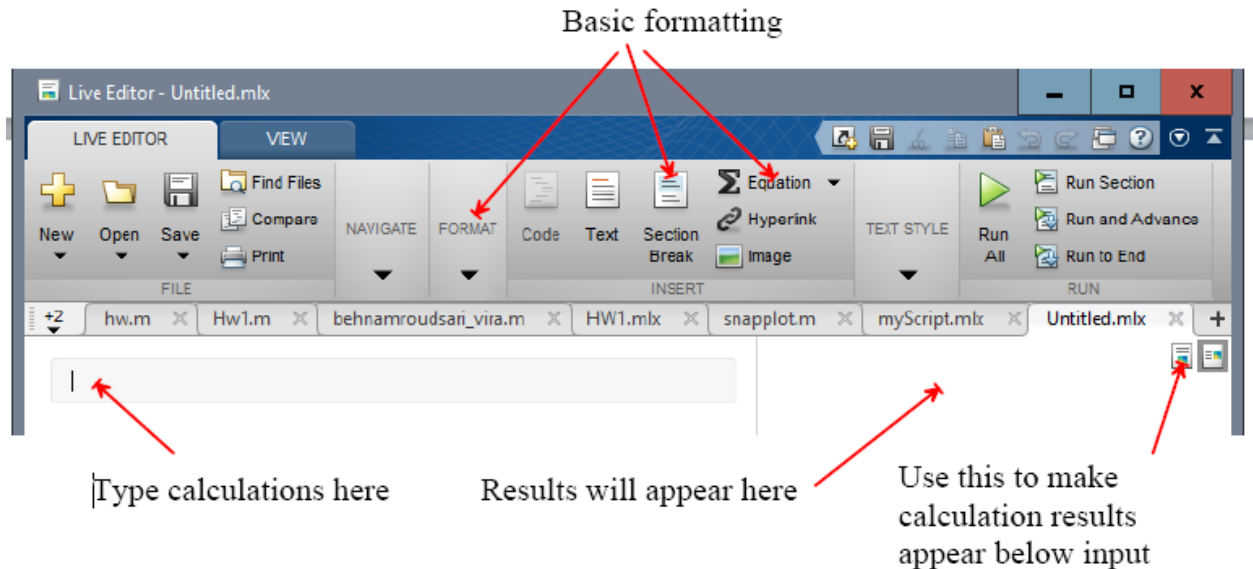 Basic formatting
Live Editor - Untitled.mlx
LIVE EDITOR VIEW
New Open Save Find Files Compare Print
NAVIGATE FORMAT Code Text Section Break Equation Hyperlink Image
TEXT STYLE Run All Run Section Run and Advance Run to End
FILE INSERT RUN
+2 hw.m Hw1.m behnamroudsari_vira.m HW1.mlx snapplot.m myScript.mlx Untitled.mlx +
Type calculations here
Results will appear here
Use this to make
calculation results
appear below input